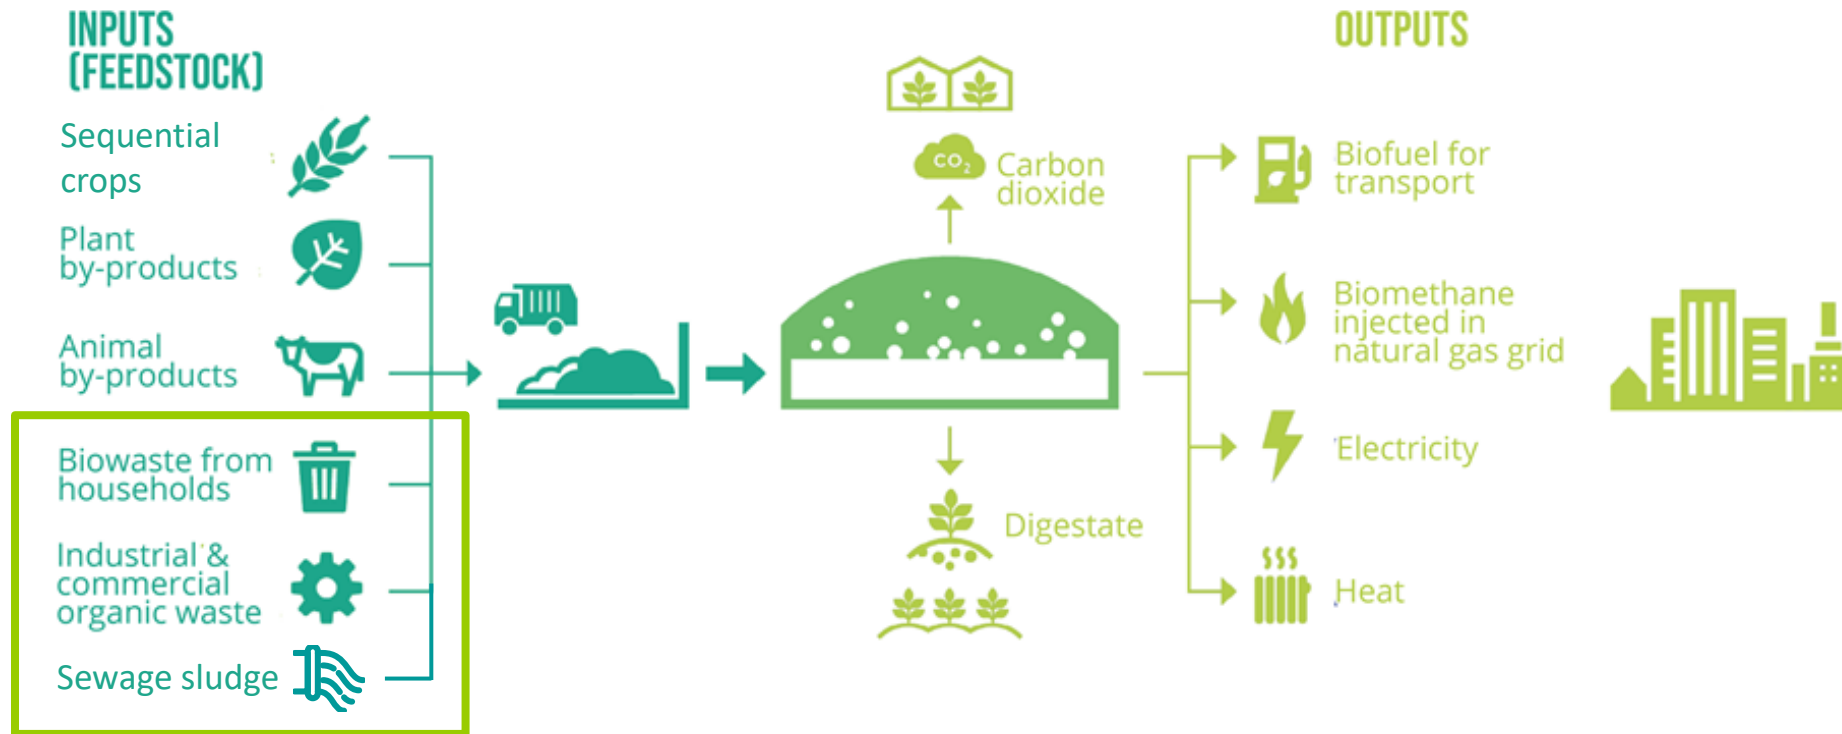 INPUTS
(FEEDSTOCK)
Sequential
crops
Plant
by-products
Animal
by-products
Biowaste from
households
Industrial &
commercial
organic waste
Sewage sludge
CO₂
Carbon
dioxide
Digestate
OUTPUTS
Biofuel for
transport
Biomethane
injected in
natural gas grid
Electricity
Heat